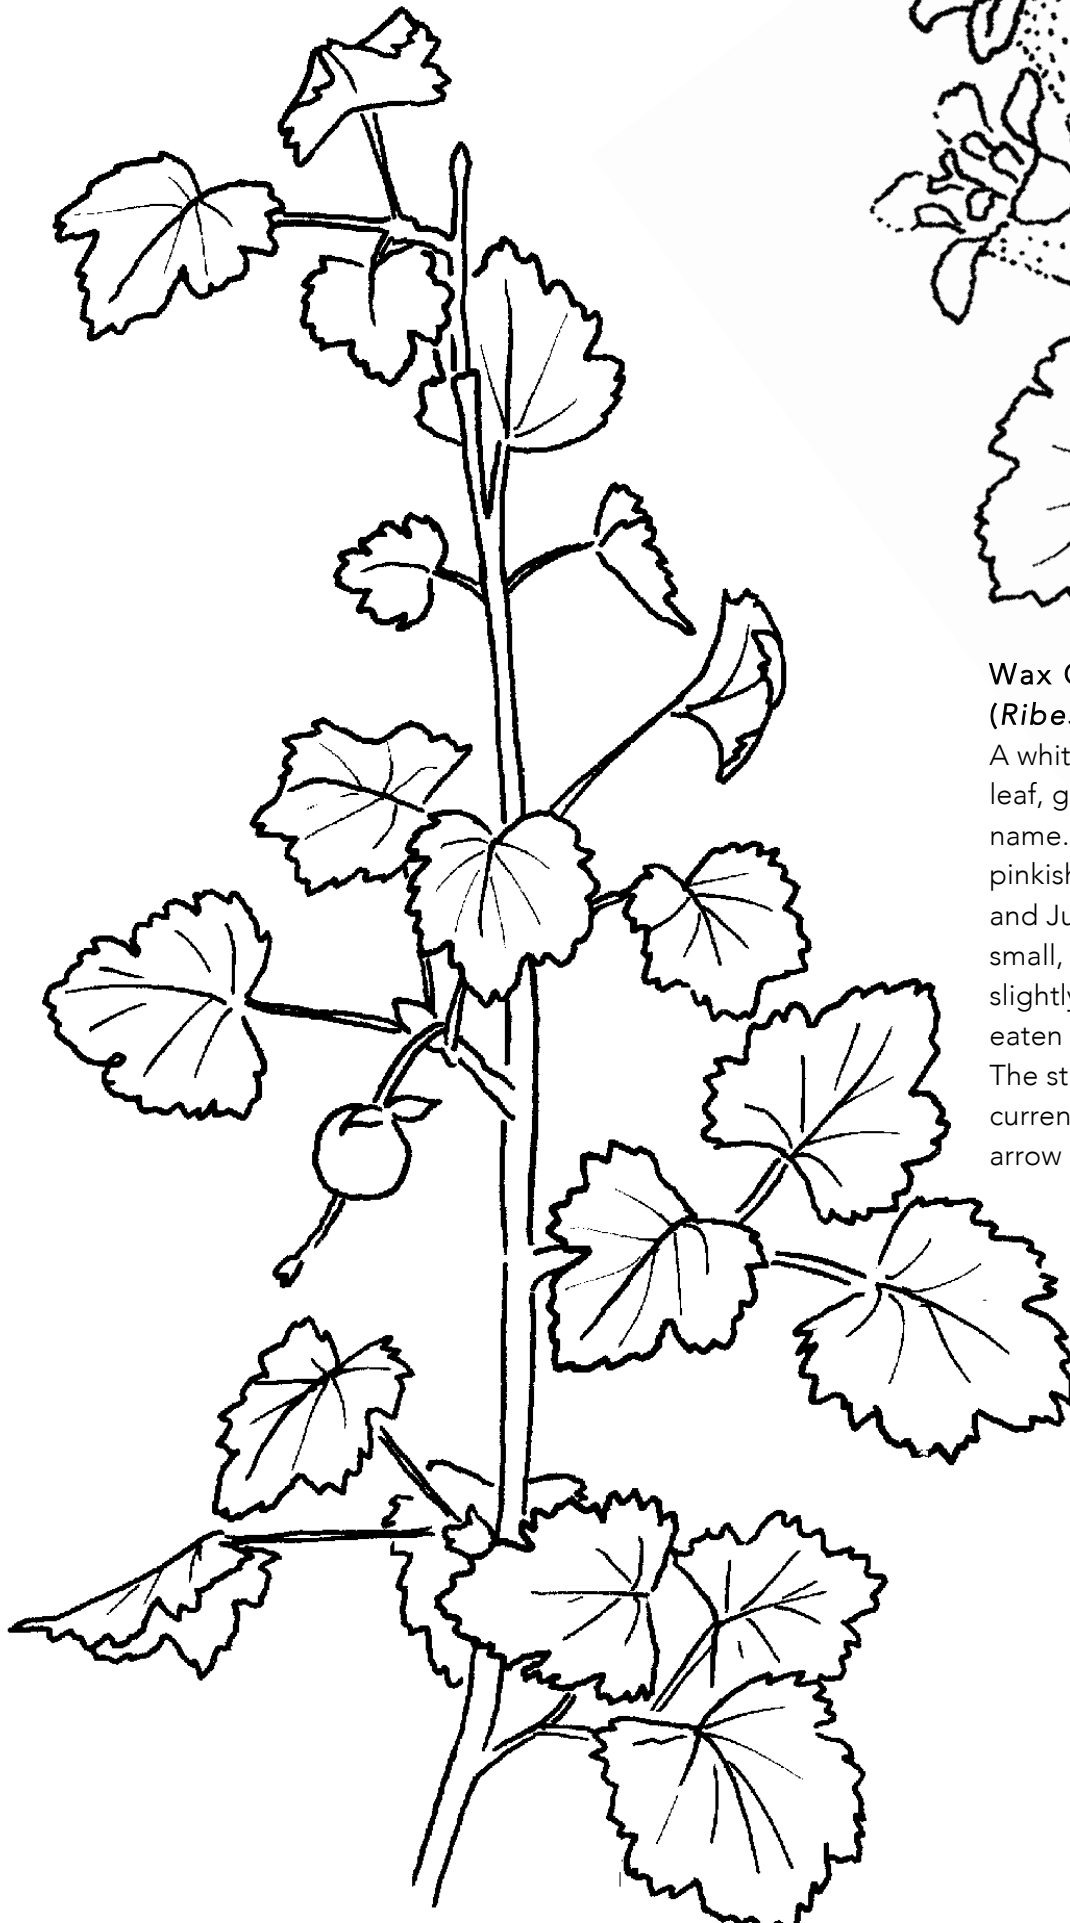 Wax
(Ribes
A whit
leaf, g
name.
pinkish
and Ju
small,
slightly
eaten
The st
curren
arrow